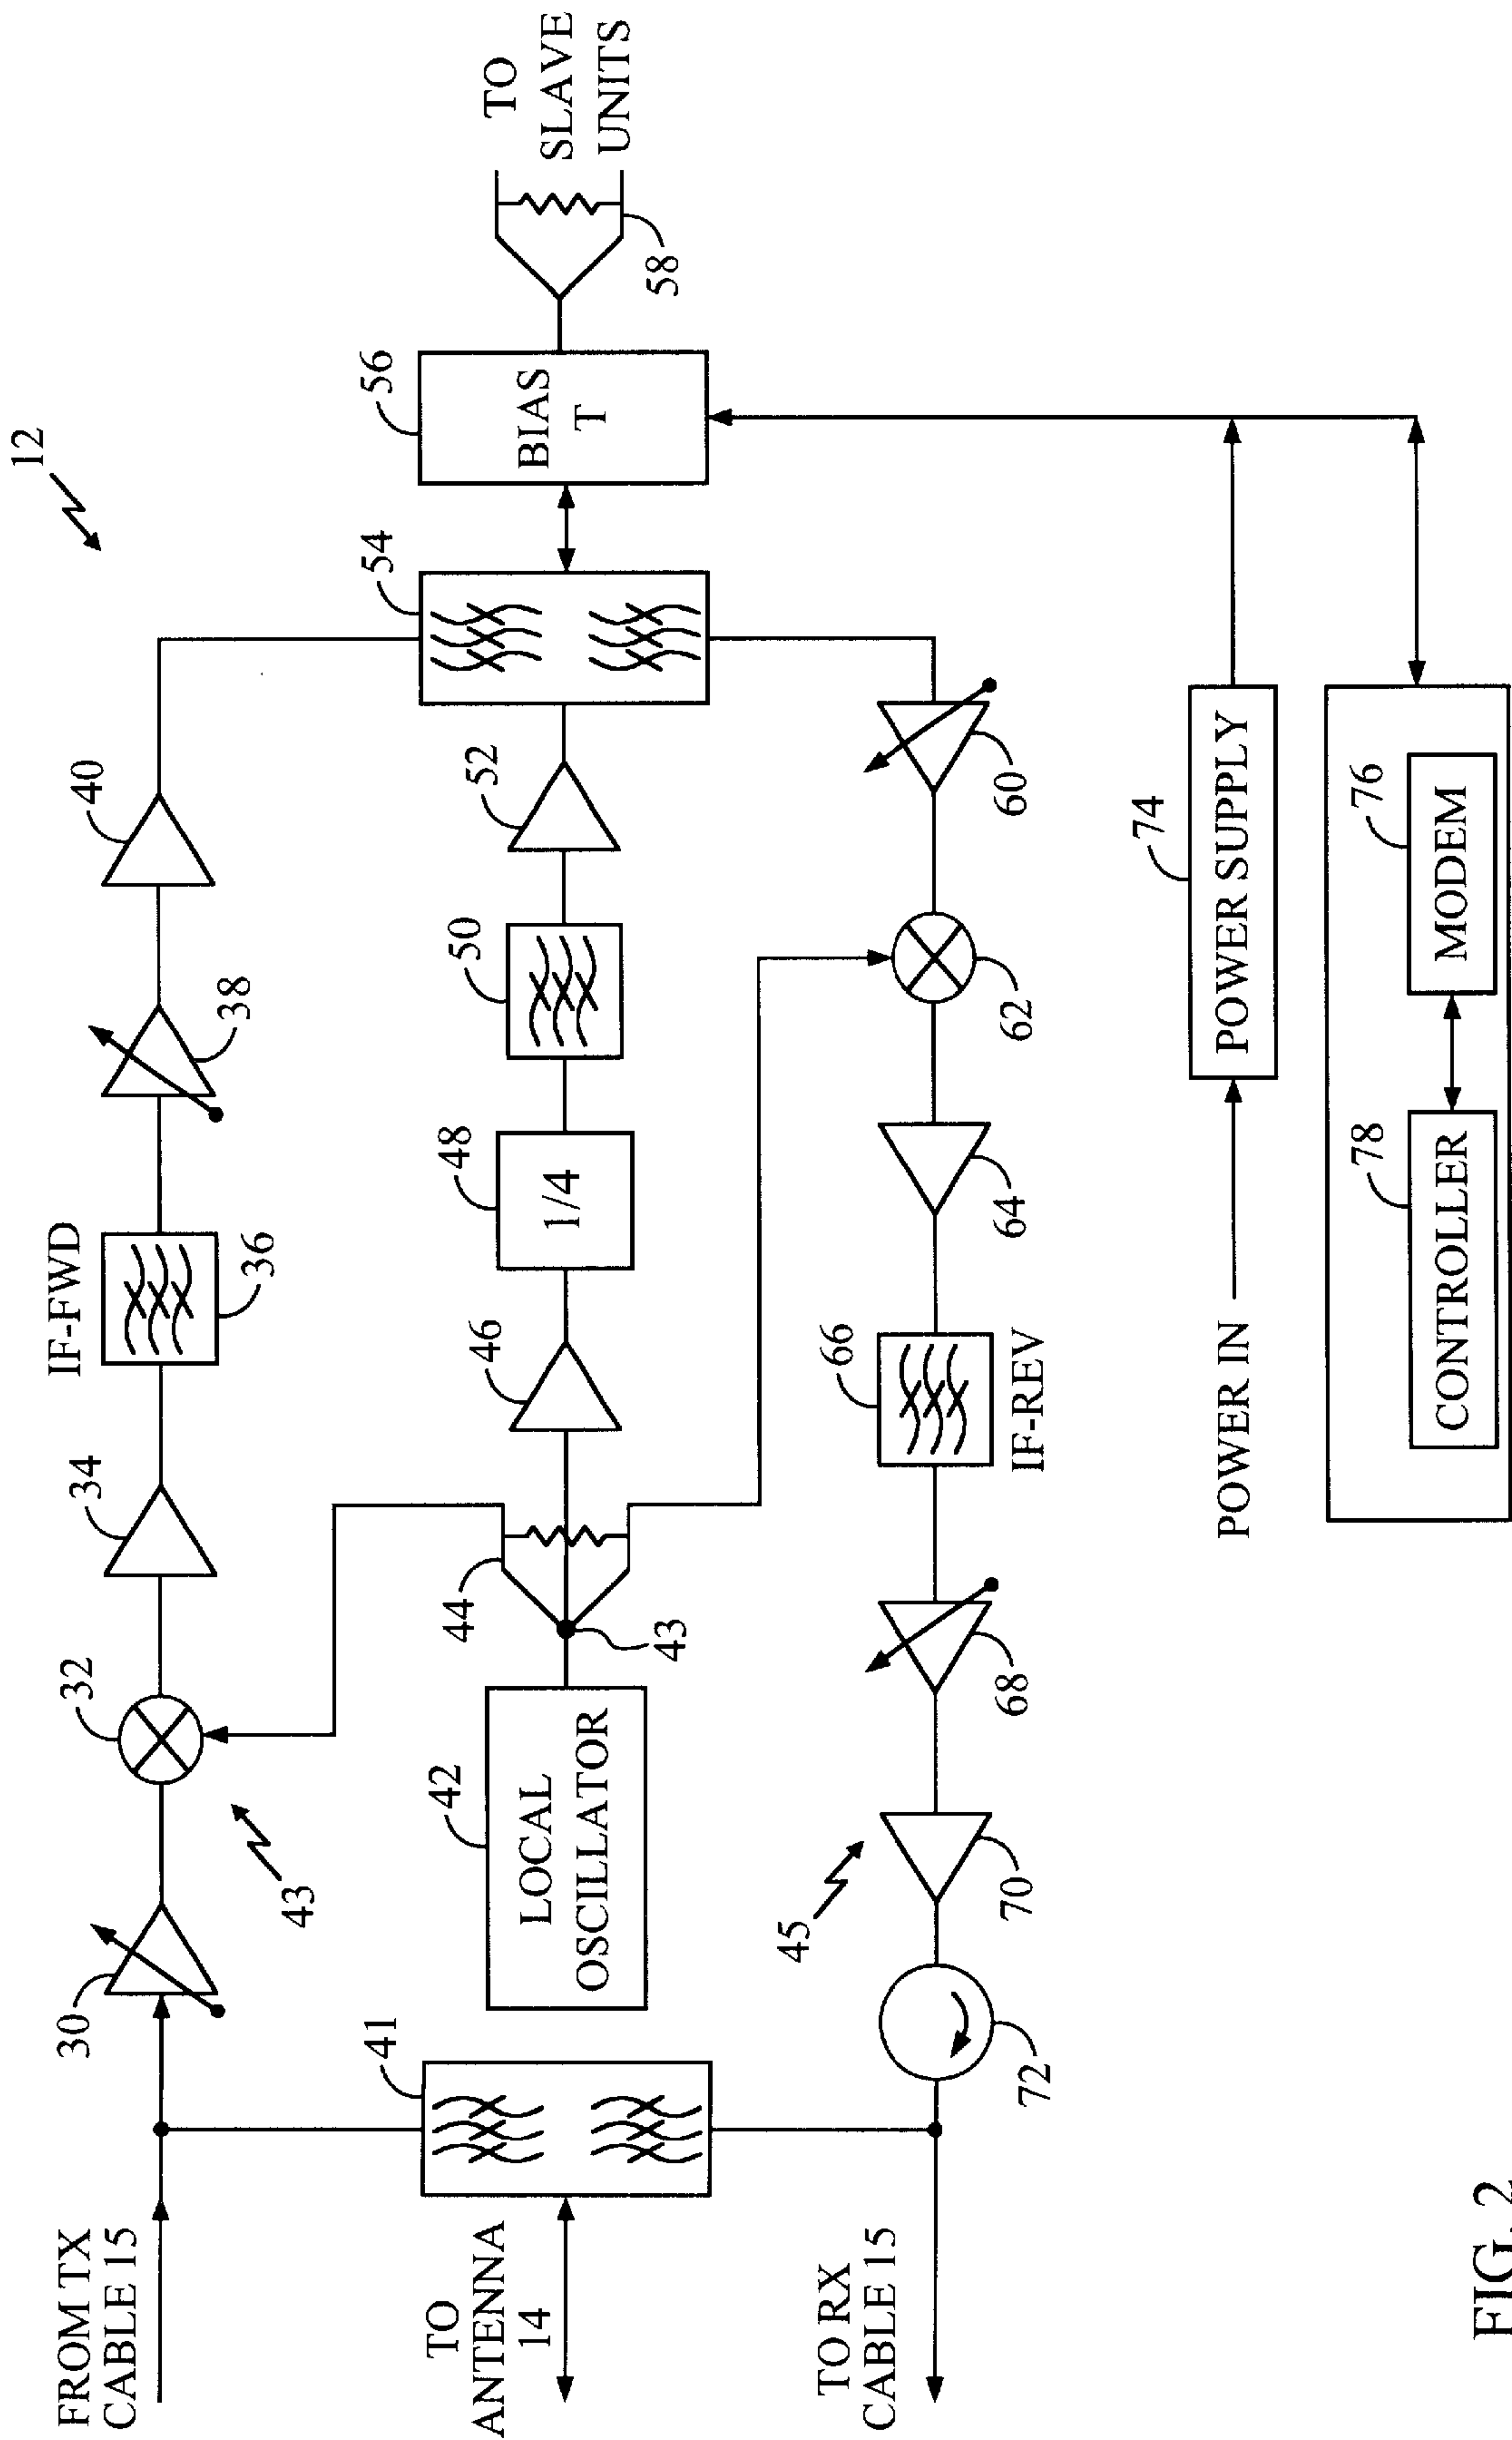 12
FROM TX
CABLE 15
30
32
34
IF-FWD
36
38
40
43
TO
ANTENNA
14
41
42
LOCAL
OSCILLATOR
43
44
46
48
1/4
50
52
54
56
BIAS
T
58
TO
SLAVE
UNITS
TO RX
CABLE 15
72
45
70
68
66
IF-REV
64
62
60
POWER IN
74
POWER SUPPLY
78
CONTROLLER
76
MODEM
FIG. 2